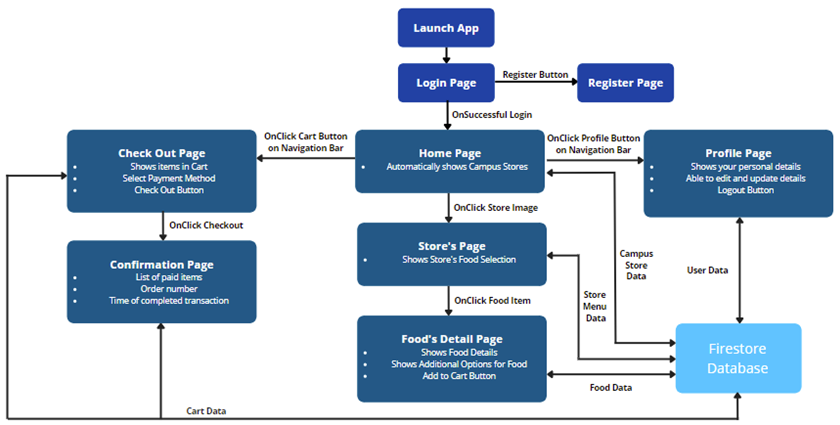 Launch App
Login Page
Register Button
Register Page
OnSuccessful Login
OnClick Cart Button
on Navigation Bar
OnClick Profile Button
on Navigation Bar
Check Out Page
• Shows items in Cart
• Select Payment Method
• Check Out Button
Home Page
• Automatically shows Campus Stores
Profile Page
• Shows your personal details
• Able to edit and update details
• Logout Button
OnClick Store Image
OnClick Checkout
Store's Page
• Shows Store's Food Selection
Confirmation Page
• List of paid items
• Order number
• Time of completed transaction
Campus
Store
Data
User Data
OnClick Food Item
Store
Menu
Data
Food's Detail Page
• Shows Food Details
• Shows Additional Options for Food
• Add to Cart Button
Firestore
Database
Food Data
Cart Data